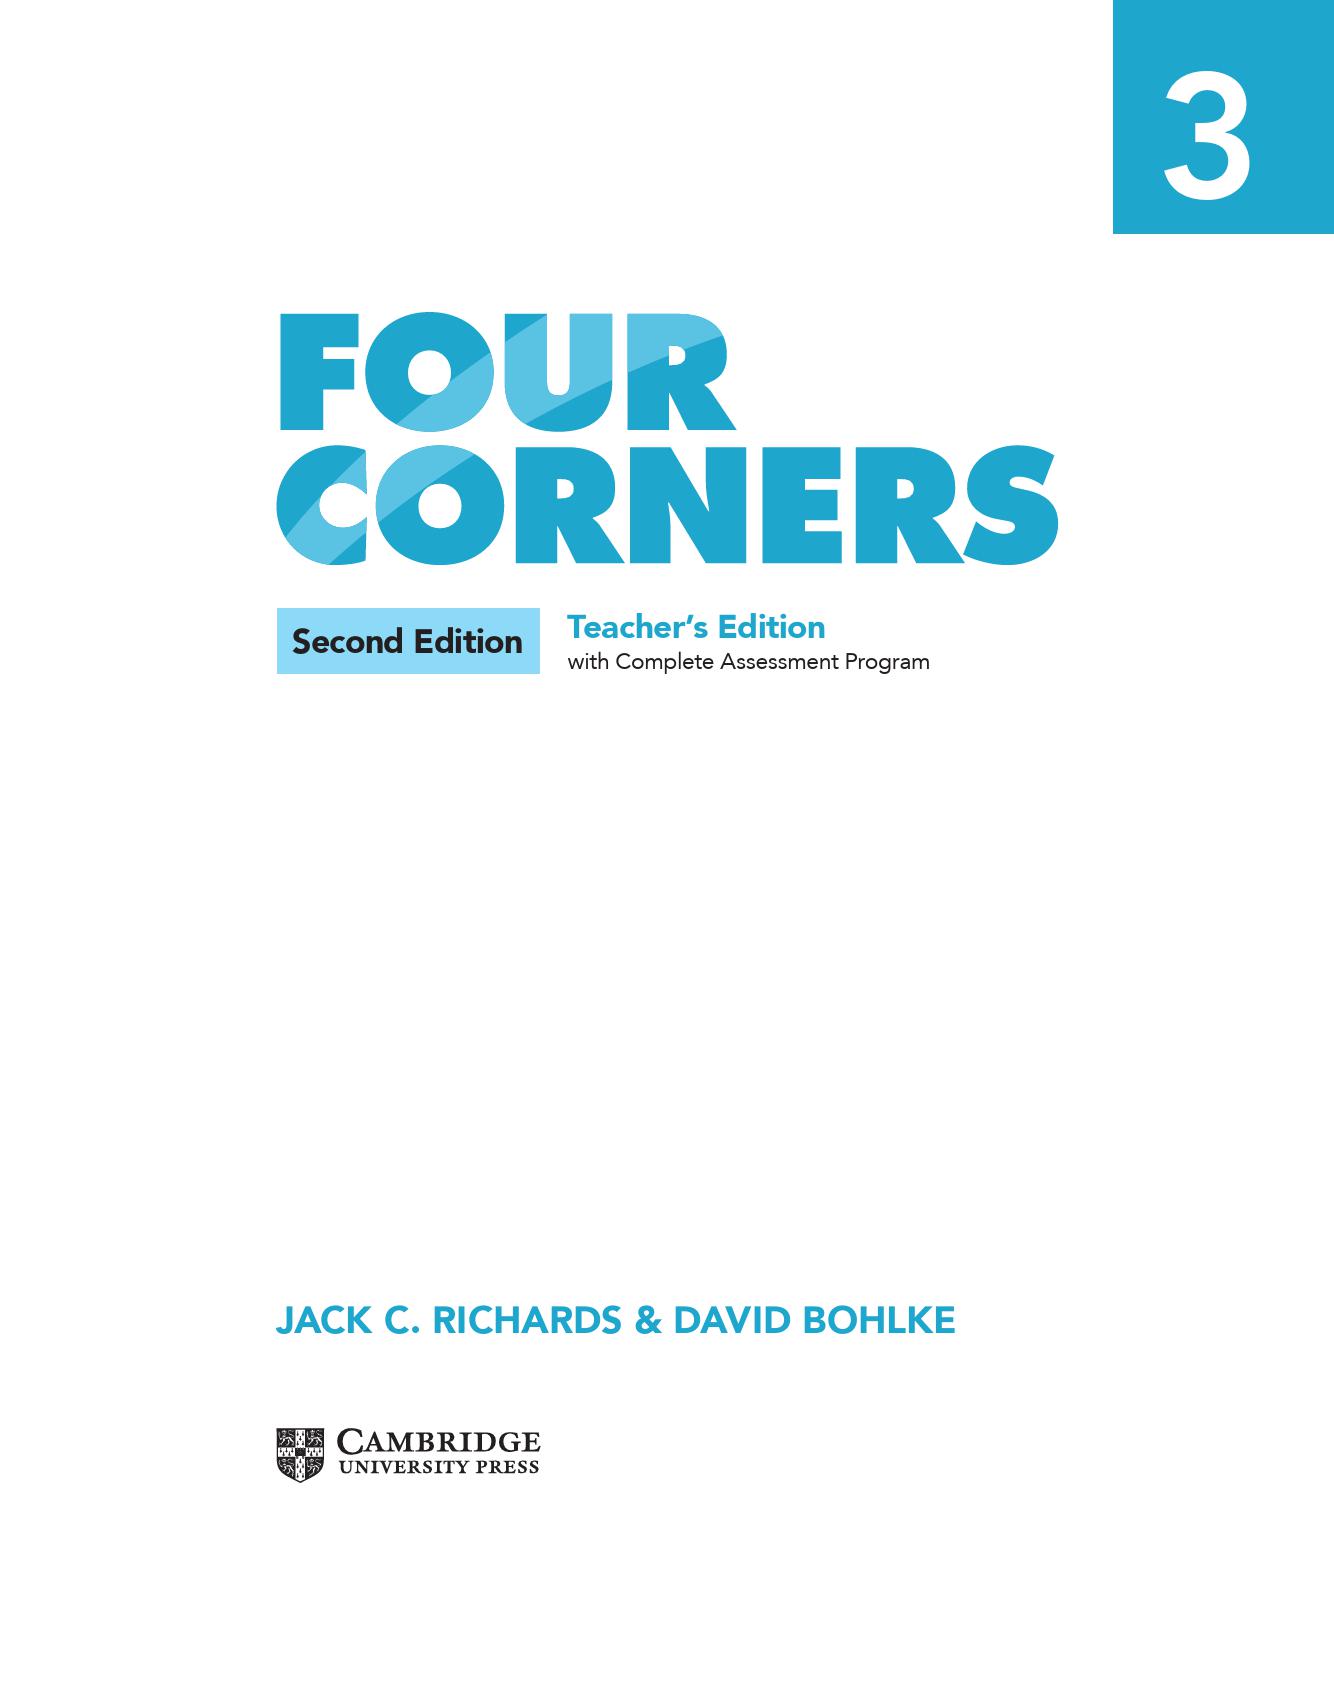 3
FOUR
CORNERS
Second Edition
Teacher’s Edition
with Complete Assessment Program
JACK C. RICHARDS & DAVID BOHLKE
CAMBRIDGE
UNIVERSITY PRESS